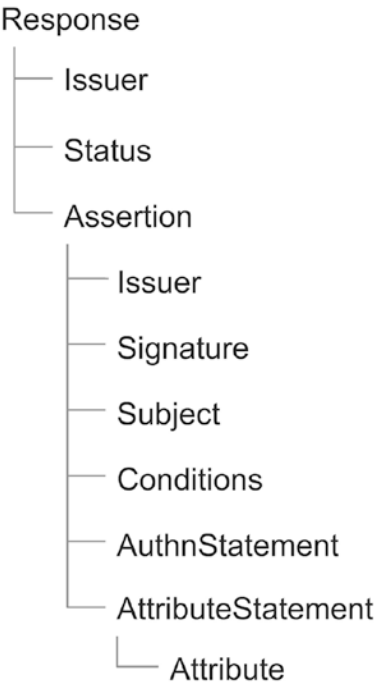 Response
Issuer
Status
Assertion
Issuer
Signature
Subject
Conditions
AuthnStatement
AttributeStatement
Attribute